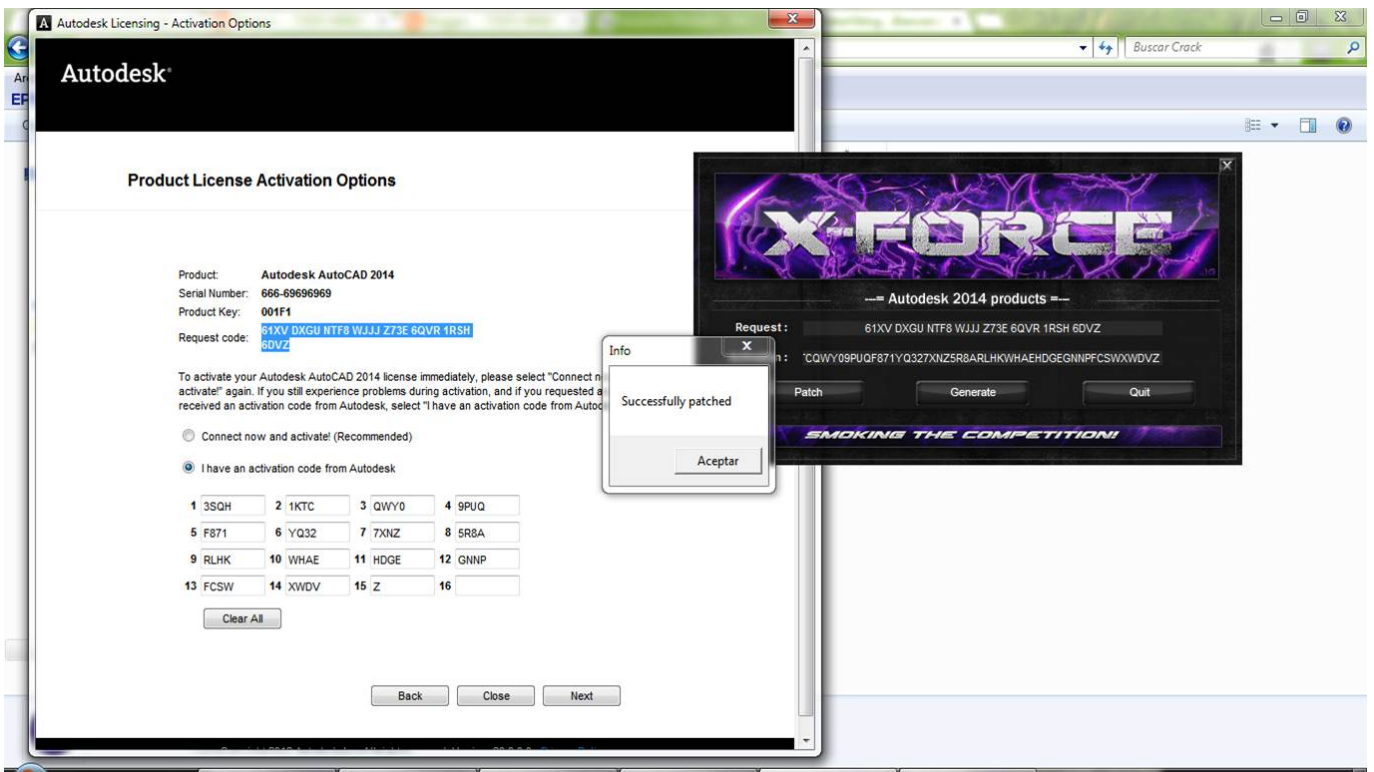 Autodesk Licensing - Activation Options
Buscar Crack
Autodesk
Product License Activation Options
Product: Autodesk AutoCAD 2014
Serial Number: 666-69696969
Product Key: 001F1
Request code: 61XV DXGU NTF8 WJJJ Z73E 6QVR 1RSH
6DVZ
To activate your Autodesk AutoCAD 2014 license immediately, please select "Connect n
activate!" again. If you still experience problems during activation, and if you requested a
received an activation code from Autodesk, select "I have an activation code from Autod
Connect now and activate! (Recommended)
I have an activation code from Autodesk
1 3SQH 2 1KTC 3 QWY0 4 9PUQ
5 F871 6 YQ32 7 7XNZ 8 5R8A
9 RLHK 10 WHAE 11 HDGE 12 GNNP
13 FCSW 14 XWDV 15 Z 16
Clear All
Back Close Next
Info
Successfully patched
Aceptar
X-FORCE
---= Autodesk 2014 products =---
Request : 61XV DXGU NTF8 WJJJ Z73E 6QVR 1RSH 6DVZ
TCQWY09PUQF871YQ327XNZ5R8ARLHKWHAEHDGEGNNPFCSWXWDVZ
Patch Generate Quit
SMOKING THE COMPETITION!